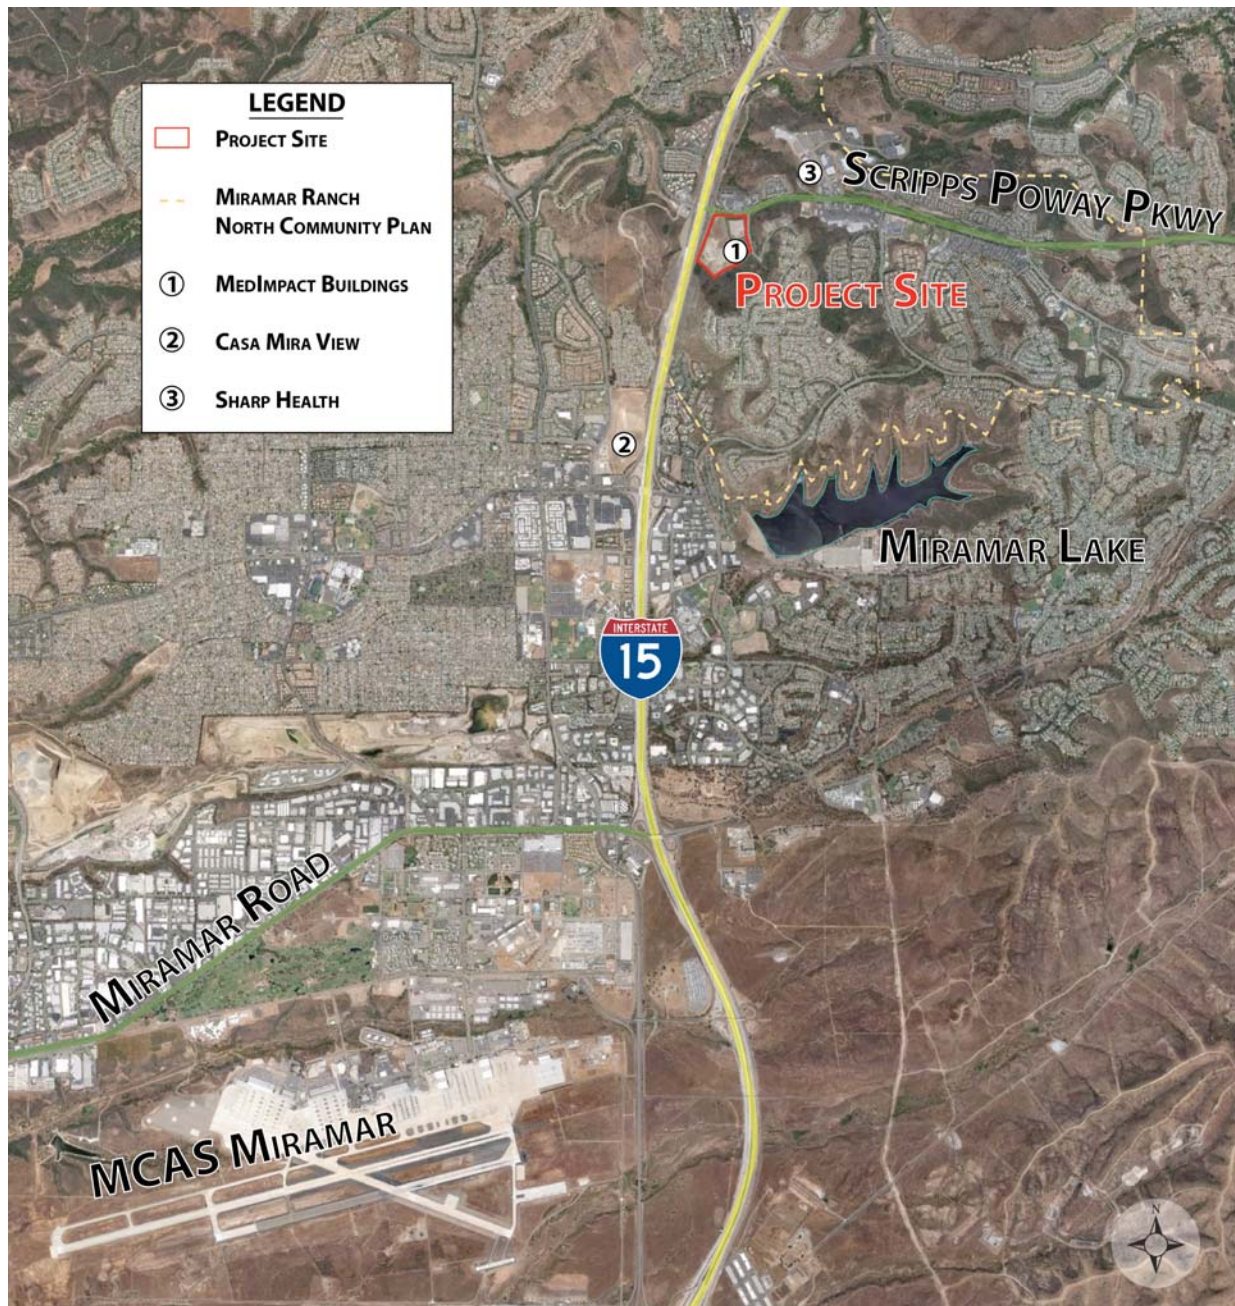 LEGEND
PROJECT SITE
MIRAMAR RANCH
NORTH COMMUNITY PLAN
1 MEDIMPACT BUILDINGS
2 CASA MIRA VIEW
3 SHARP HEALTH
3
SCRIPPS POWAY PKWY
1
PROJECT SITE
2
MIRAMAR LAKE
INTERSTATE
15
MIRAMAR ROAD
MCAS MIRAMAR
N